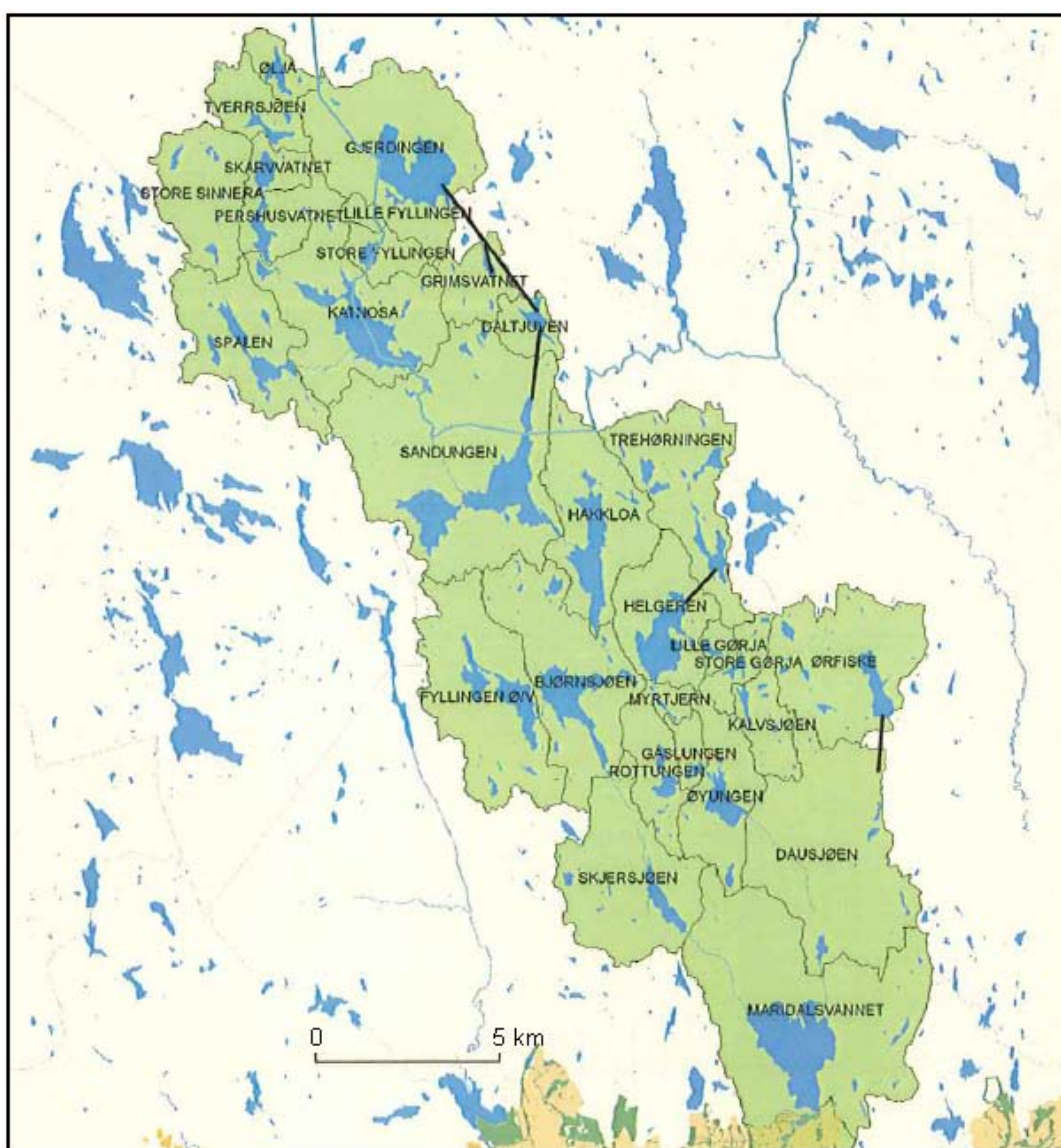 ØLJA
TVERRSJØEN
GJERDINGEN
SKARVVATNET
STORE SINNERA
PERSHUSVATNET
LILLE FYLLINGEN
STORE FYLLINGEN
GRIMSVATNET
KATNOSA
DALTJUVEN
SPALEN
TREHØRNINGEN
SANDUNGEN
HAKKLOA
HELGEREN
LILLE GØRJA
STORE GØRJA
ØRFISKE
BJØRNSJØEN
FYLLINGEN Ø/V
MYRTJERN
KALVSJØEN
GÅSLUNGEN
ROTTUNGEN
ØYUNGEN
DAUSJØEN
SKJERSJØEN
MARIDALSVANNET
0 5 km